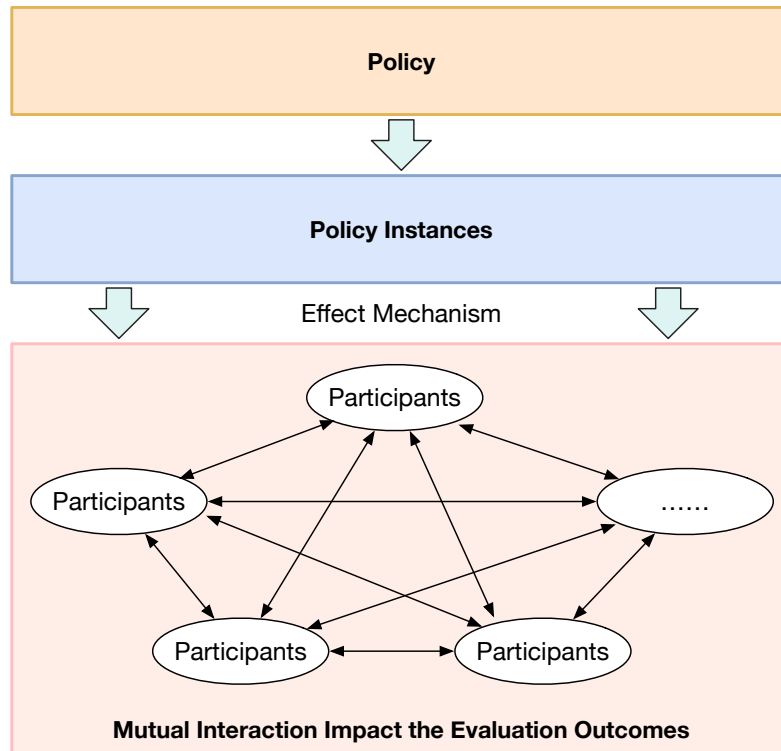 Policy
Policy Instances
Effect Mechanism
Participants
Participants
......
Participants
Participants
Mutual Interaction Impact the Evaluation Outcomes